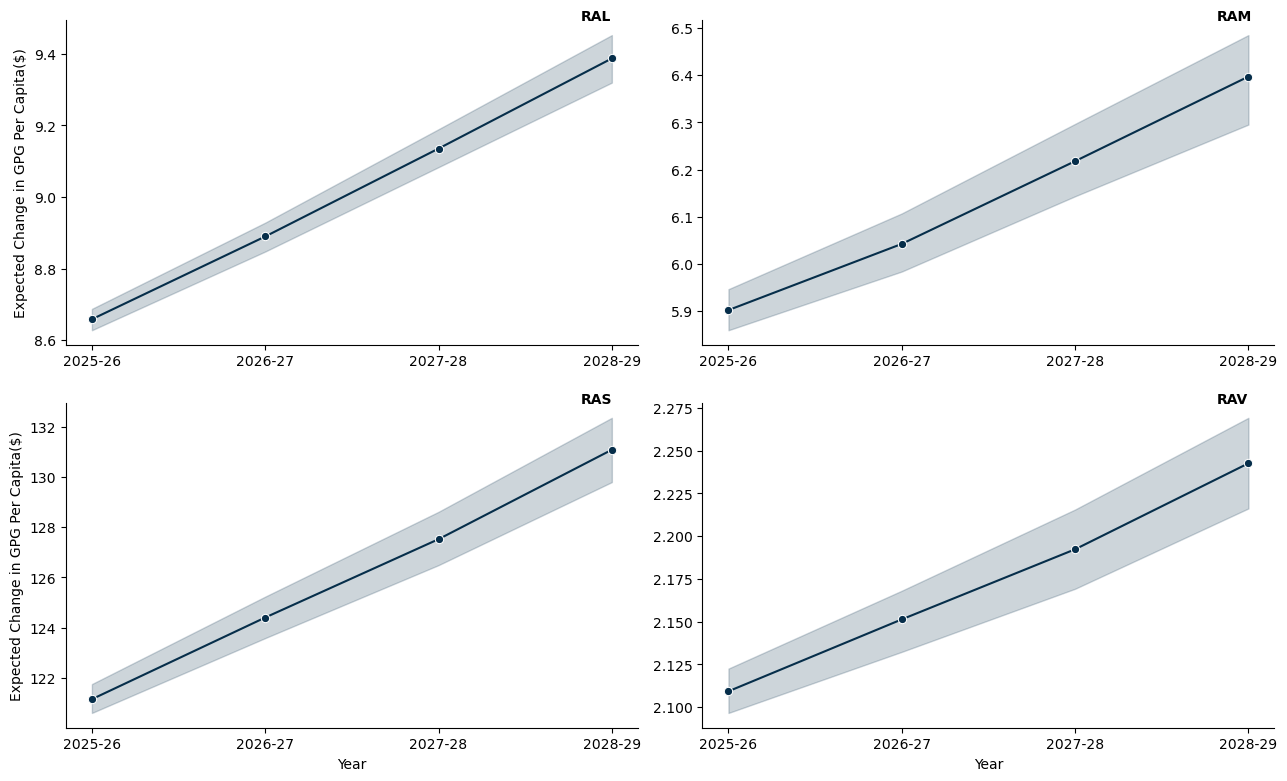 RAL
Expected Change in GPG Per Capita($)
9.4
9.2
9.0
8.8
8.6
2025-26 2026-27 2027-28 2028-29
RAM
6.5
6.4
6.3
6.2
6.1
6.0
5.9
2025-26 2026-27 2027-28 2028-29
RAS
Expected Change in GPG Per Capita($)
132
130
128
126
124
122
2025-26 2026-27 2027-28 2028-29
Year
RAV
2.275
2.250
2.225
2.200
2.175
2.150
2.125
2.100
2025-26 2026-27 2027-28 2028-29
Year